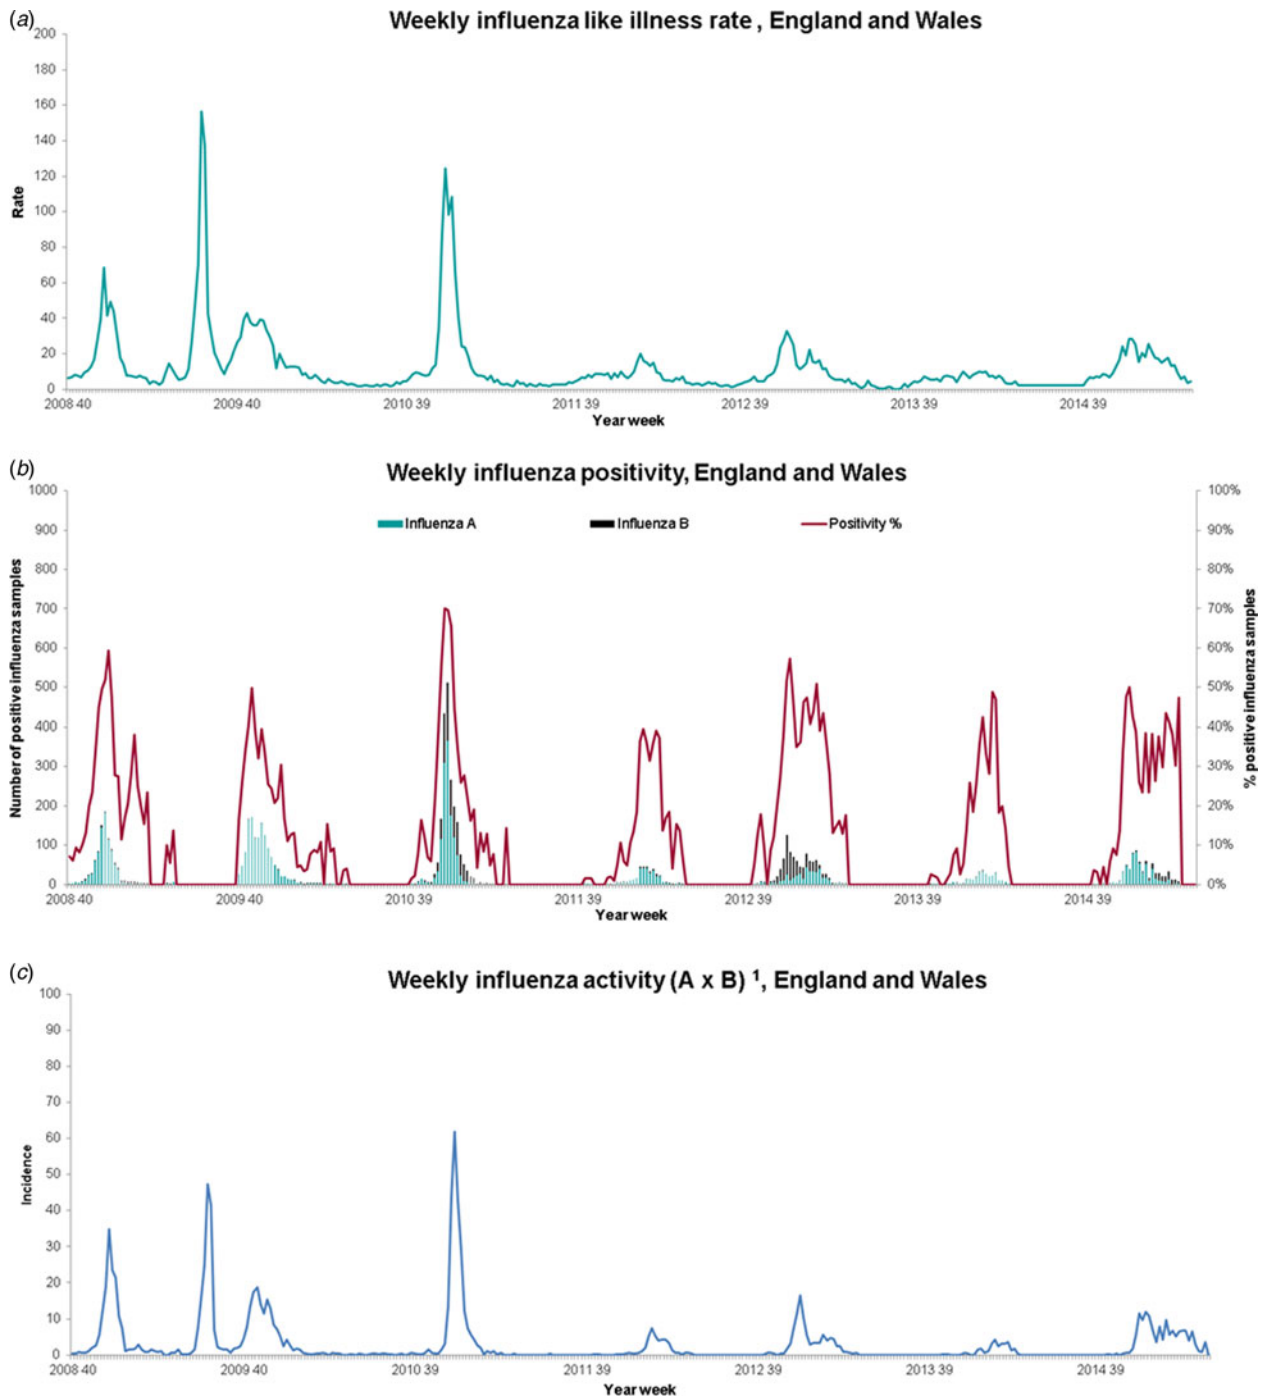 (a)
Weekly influenza like illness rate , England and Wales
200
180
160
140
120
100
80
60
40
20
0
Rate
2008 40 2009 40 2010 39 2011 39 2012 39 2013 39 2014 39
Year week
(b)
Weekly influenza positivity, England and Wales
Influenza A Influenza B Positivity %
1000 100%
900 90%
800 80%
700 70%
600 60%
500 50%
400 40%
300 30%
200 20%
100 10%
0 0%
Number of positive influenza samples
% positive influenza samples
2008 40 2009 40 2010 39 2011 39 2012 39 2013 39 2014 39
Year week
(c)
Weekly influenza activity (A x B) 1, England and Wales
100
90
80
70
60
50
40
30
20
10
0
Incidence
2008 40 2009 40 2010 39 2011 39 2012 39 2013 39 2014 39
Year week